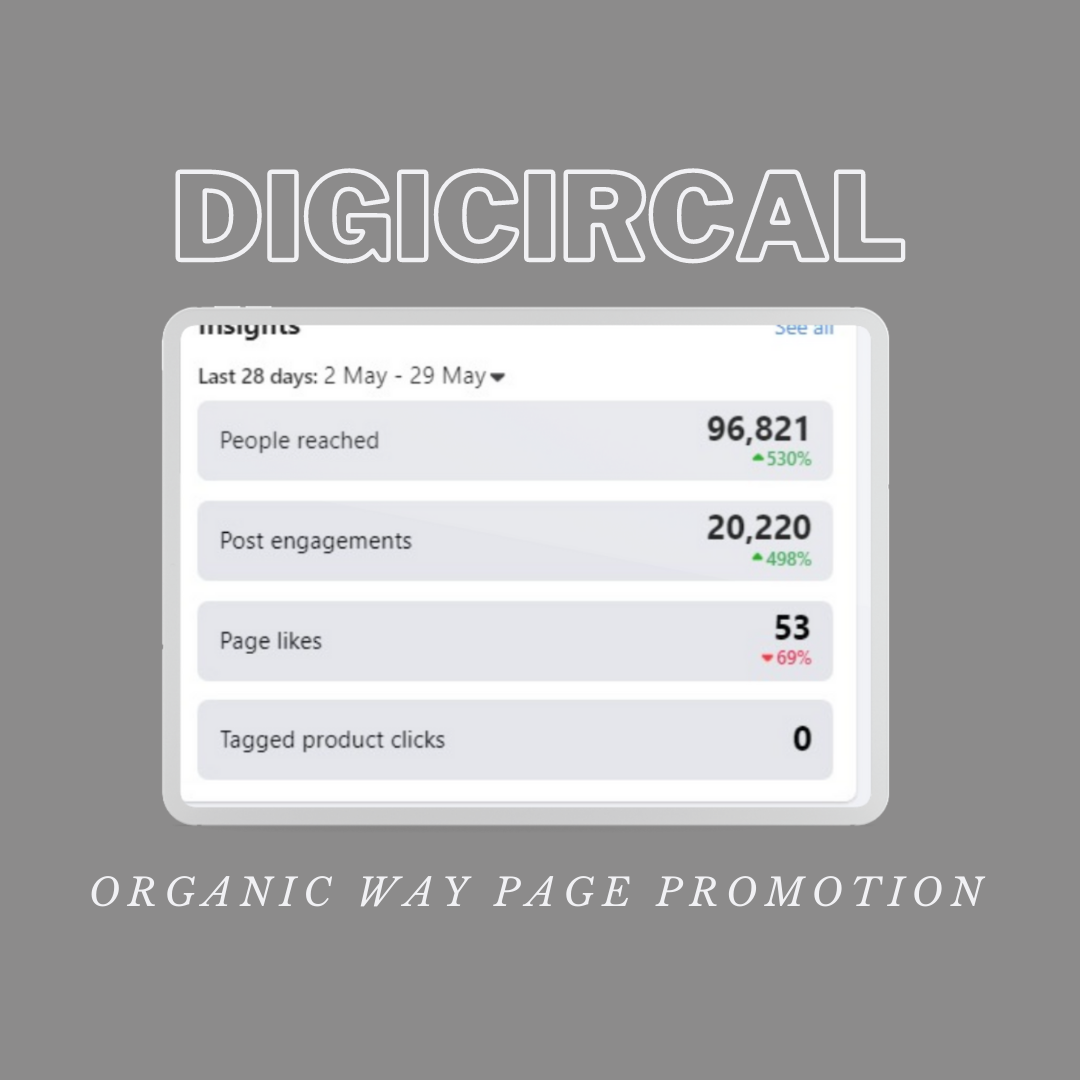 DIGICIRCAL
Insights See all
Last 28 days: 2 May - 29 May
People reached 96,821
530%
Post engagements 20,220
498%
Page likes 53
69%
Tagged product clicks 0
ORGANIC WAY PAGE PROMOTION